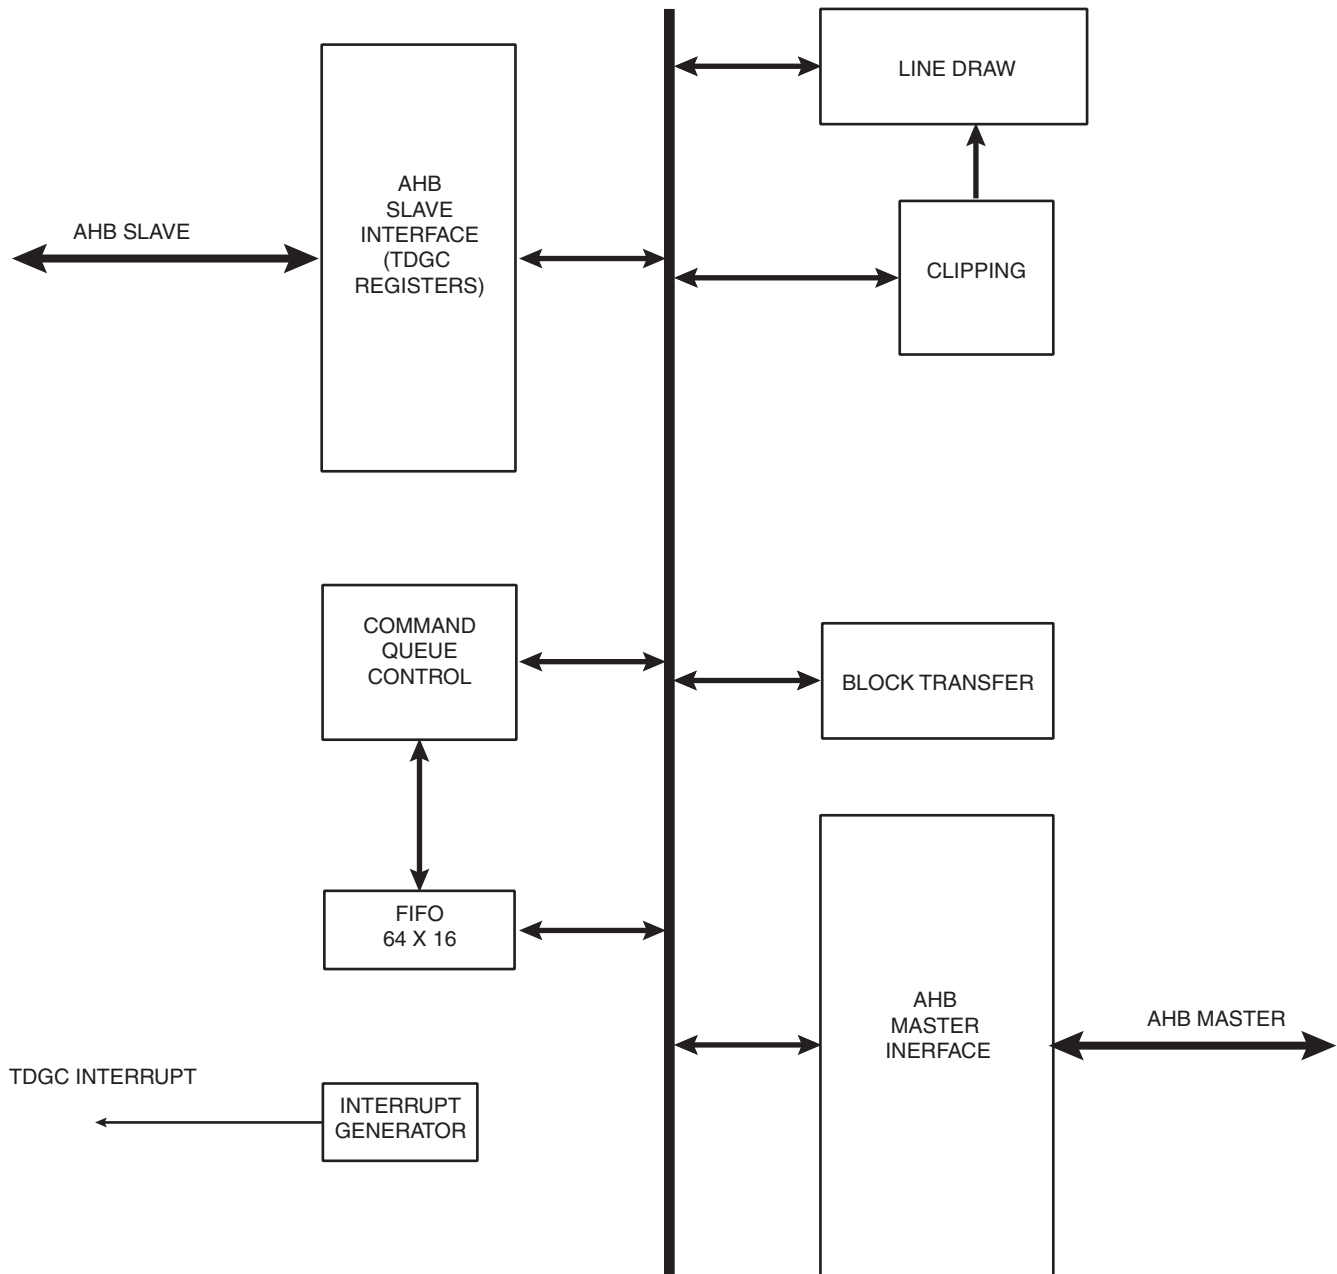 LINE DRAW
AHB
SLAVE
INTERFACE
(TDGC
REGISTERS)
AHB SLAVE
CLIPPING
COMMAND
QUEUE
CONTROL
BLOCK TRANSFER
FIFO
64 X 16
AHB
MASTER
INERFACE
AHB MASTER
TDGC INTERRUPT
INTERRUPT
GENERATOR